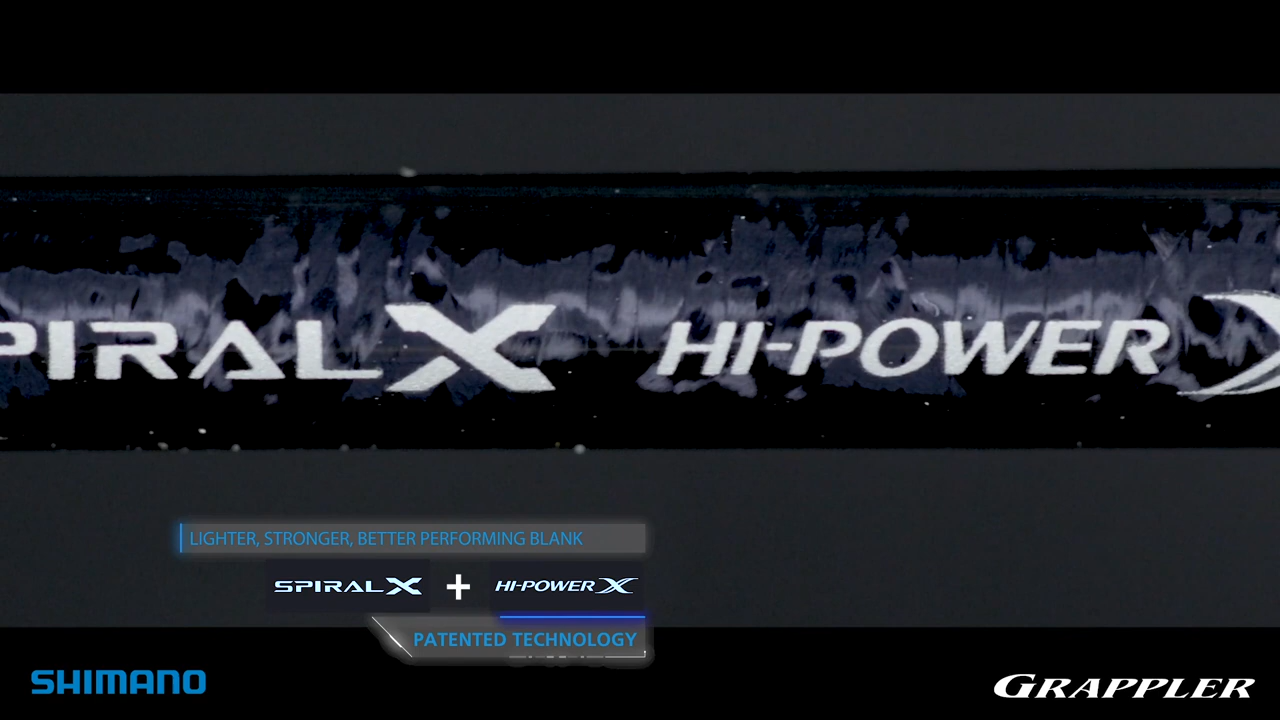 PIRAL X HI-POWER X
LIGHTER, STRONGER, BETTER PERFORMING BLANK
SPIRAL X + HI-POWER X
PATENTED TECHNOLOGY
SHIMANO
GRAPPLER